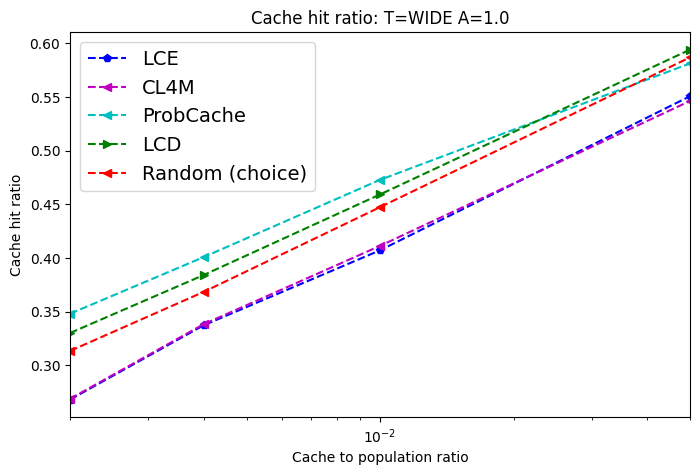 Cache hit ratio: T=WIDE A=1.0
LCE
CL4M
ProbCache
LCD
Random (choice)
Cache hit ratio
0.60
0.55
0.50
0.45
0.40
0.35
0.30
10⁻²
Cache to population ratio